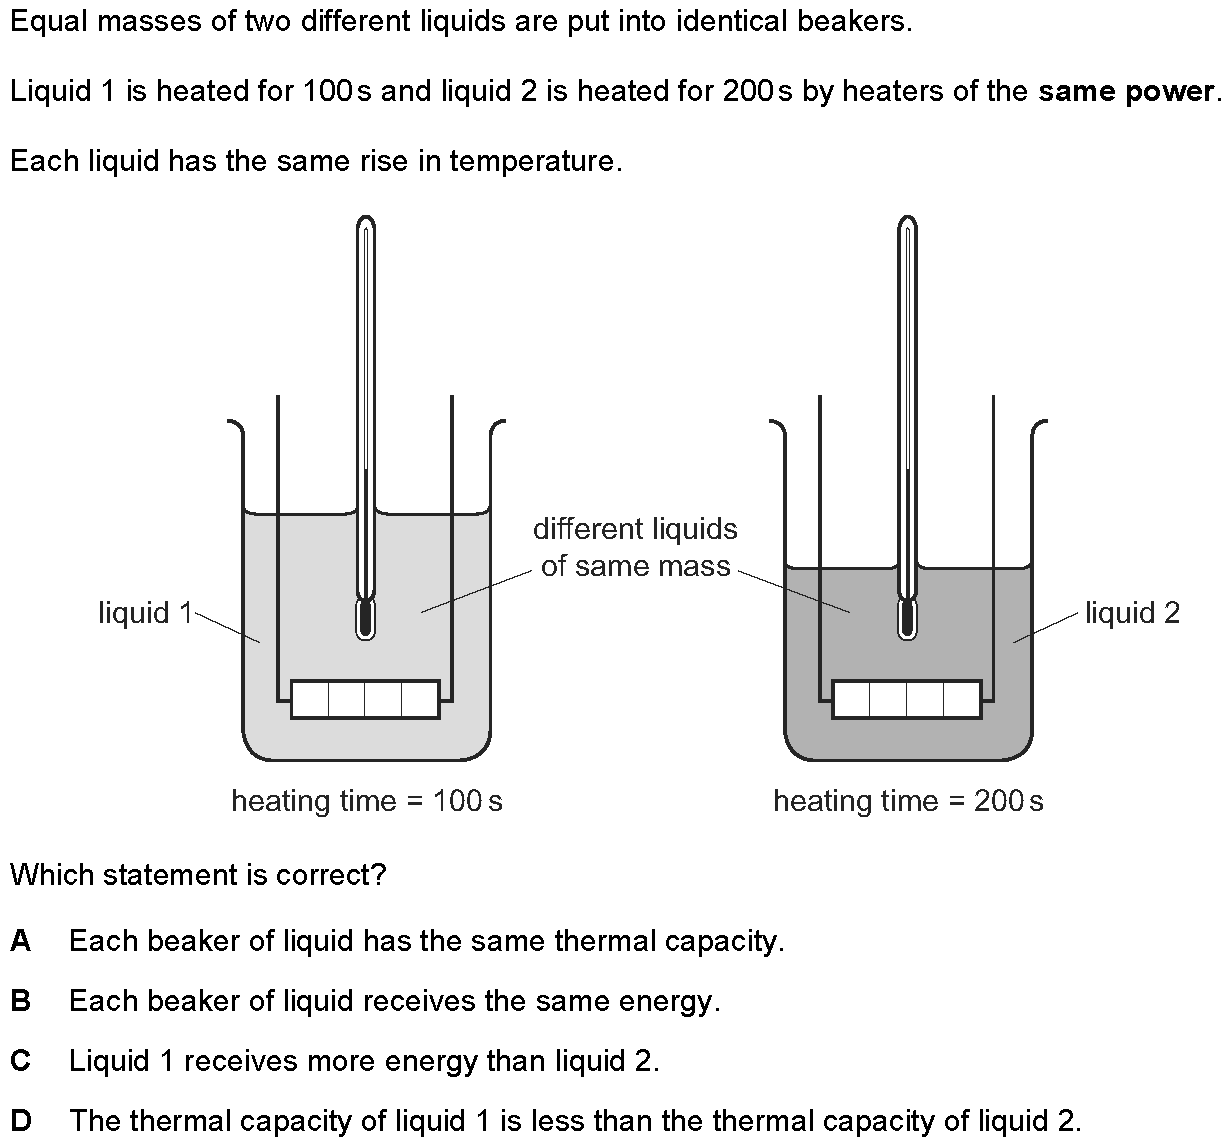 Equal masses of two different liquids are put into identical beakers.
Liquid 1 is heated for 100 s and liquid 2 is heated for 200 s by heaters of the same power.
Each liquid has the same rise in temperature.
different liquids
of same mass
liquid 1
liquid 2
heating time = 100 s
heating time = 200 s
Which statement is correct?
A Each beaker of liquid has the same thermal capacity.
B Each beaker of liquid receives the same energy.
C Liquid 1 receives more energy than liquid 2.
D The thermal capacity of liquid 1 is less than the thermal capacity of liquid 2.